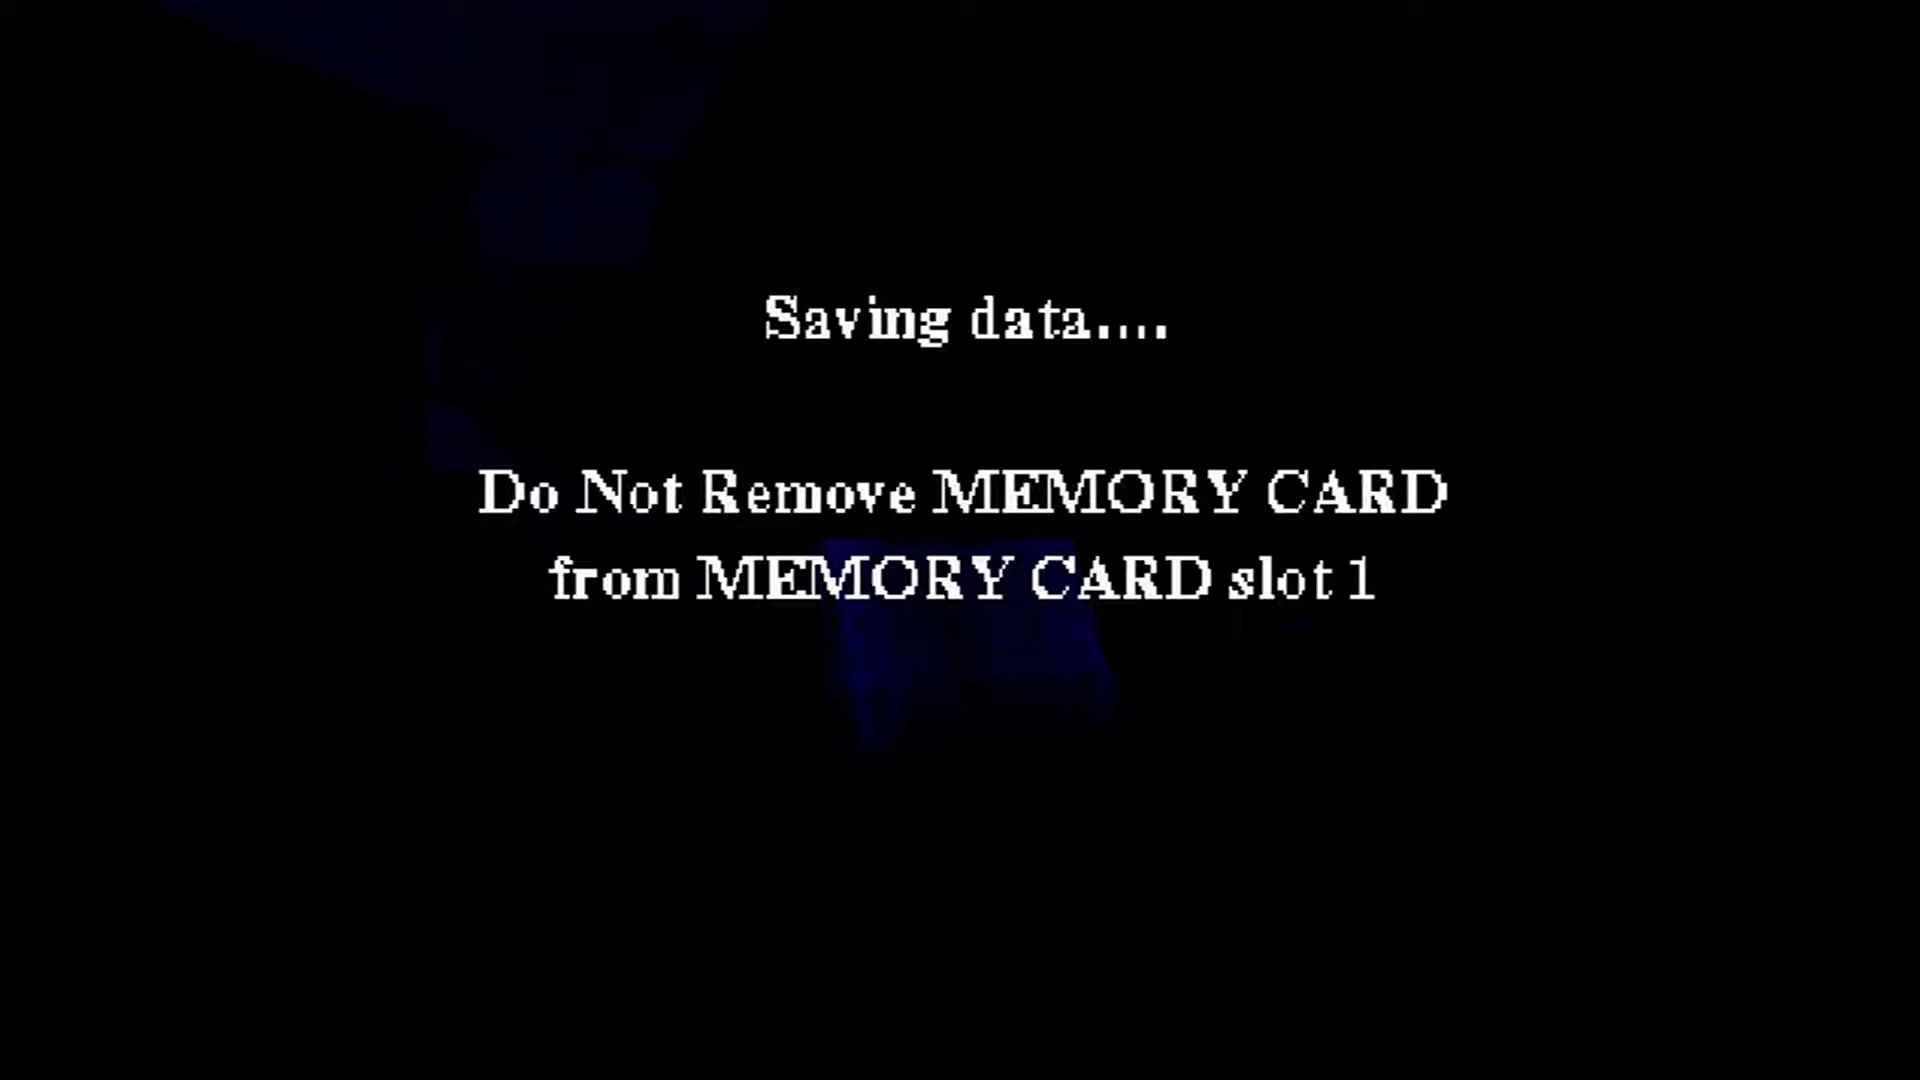 Saving data....
Do Not Remove MEMORY CARD
from MEMORY CARD slot 1